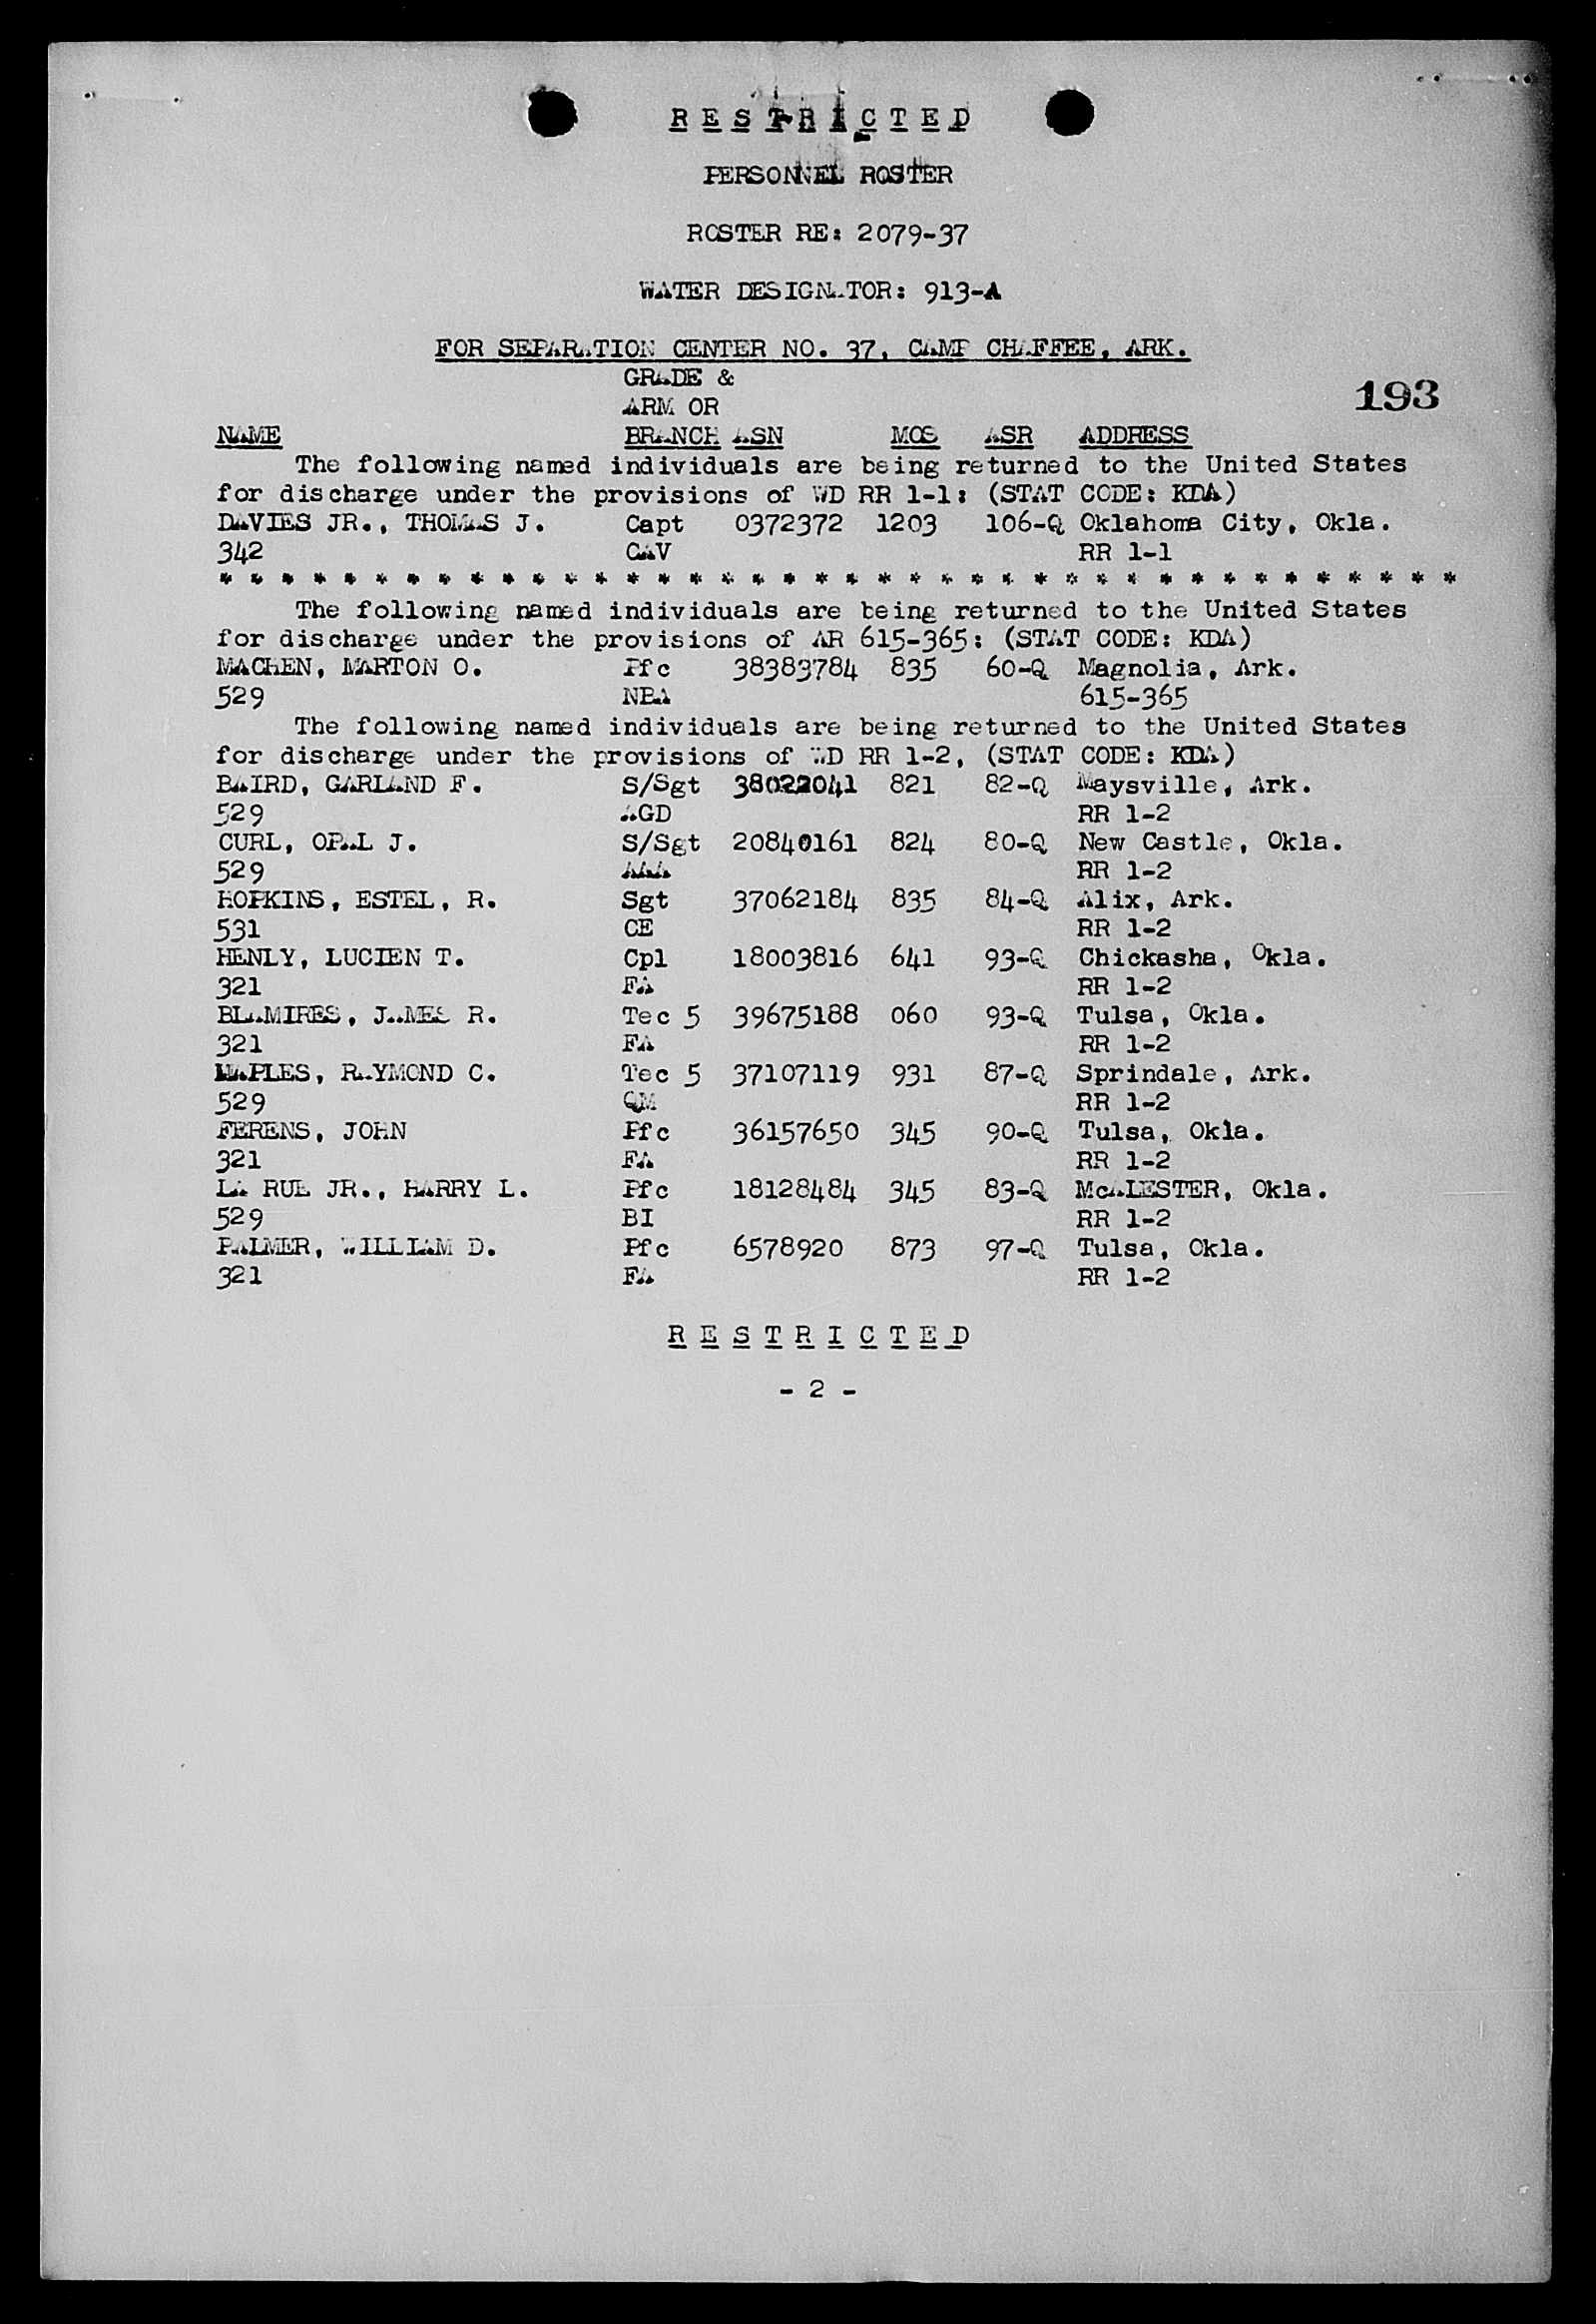 RESTRICTED
PERSONNEL ROSTER
ROSTER RE: 2079-37
WATER DESIGNATOR: 913-A
FOR SEPARATION CENTER NO. 37, CAMP CHAFFEE, ARK.
GRADE &
193
ARM OR
NAME BRANCH ASN MOS ASR ADDRESS
The following named individuals are being returned to the United States
for discharge under the provisions of WD RR 1-1: (STAT CODE: KDA)
DAVIES JR., THOMAS J. Capt 0372372 1203 106-Q Oklahoma City, Okla.
342 CAV RR 1-1
* * * * * * * * * * * * * * * * * * * * * * * * * * * * * * * * * * * * * * * *
The following named individuals are being returned to the United States
for discharge under the provisions of AR 615-365: (STAT CODE: KDA)
MACHEN, MARTON O. Pfc 38383784 835 60-Q Magnolia, Ark.
529 NBA 615-365
The following named individuals are being returned to the United States
for discharge under the provisions of WD RR 1-2, (STAT CODE: KDA)
BAIRD, GARLAND F. S/Sgt 38022041 821 82-Q Maysville, Ark.
529 AGD RR 1-2
CURL, OPAL J. S/Sgt 20840161 824 80-Q New Castle, Okla.
529 AAA RR 1-2
HOPKINS, ESTEL, R. Sgt 37062184 835 84-Q Alix, Ark.
531 CE RR 1-2
HENLY, LUCIEN T. Cpl 18003816 641 93-Q Chickasha, Okla.
321 FA RR 1-2
BLAMIRES, JAMES R. Tec 5 39675188 060 93-Q Tulsa, Okla.
321 FA RR 1-2
MAPLES, RAYMOND C. Tec 5 37107119 931 87-Q Sprindale, Ark.
529 QM RR 1-2
FERENS, JOHN Pfc 36157650 345 90-Q Tulsa, Okla.
321 FA RR 1-2
LA RUE JR., HARRY L. Pfc 18128484 345 83-Q McALESTER, Okla.
529 BI RR 1-2
PALMER, WILLIAM D. Pfc 6578920 873 97-Q Tulsa, Okla.
321 FA RR 1-2
RESTRICTED
- 2 -